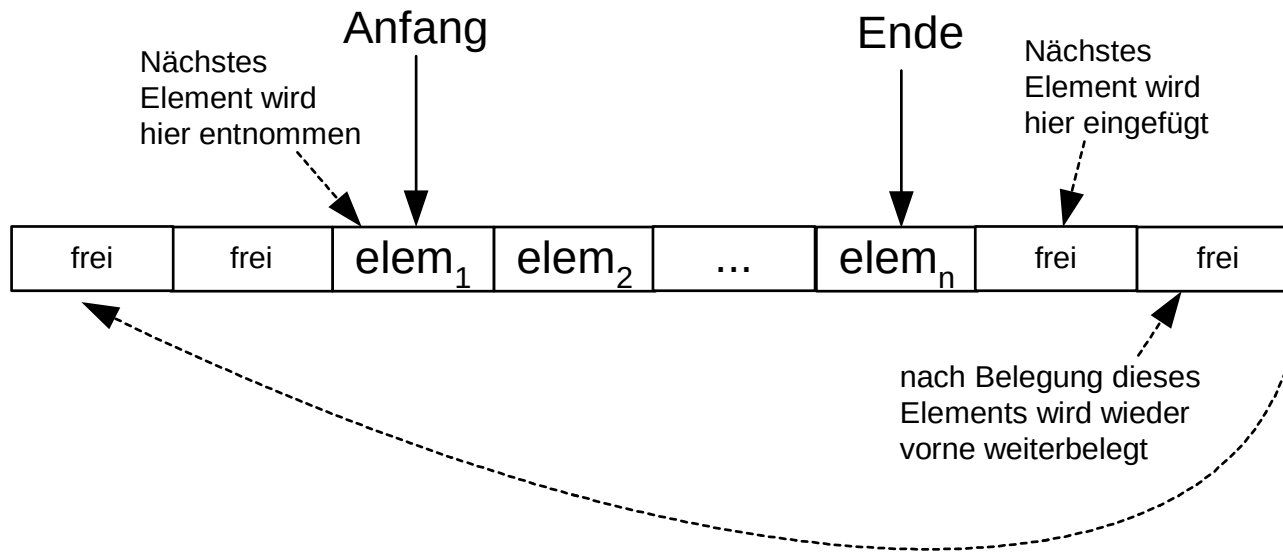 Anfang
Ende
Nächstes
Element wird
hier entnommen
Nächstes
Element wird
hier eingefügt
frei
frei
elem1
elem2
...
elemn
frei
frei
nach Belegung dieses
Elements wird wieder
vorne weiterbelegt